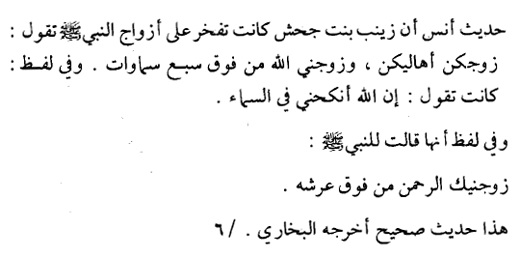 حديث أنس أن زينب بنت جحش كانت تفخر على أزواج النبي ﷺ تقول :
زوجكن أهاليكن ، وزوجني الله من فوق سبع سماوات . وفي لفظ :
كانت تقول : إن الله أنكحني في السماء .
وفي لفظ أنها قالت للنبي ﷺ :
زوجنيك الرحمن من فوق عرشه .
هذا حديث صحيح أخرجه البخاري . / ٦